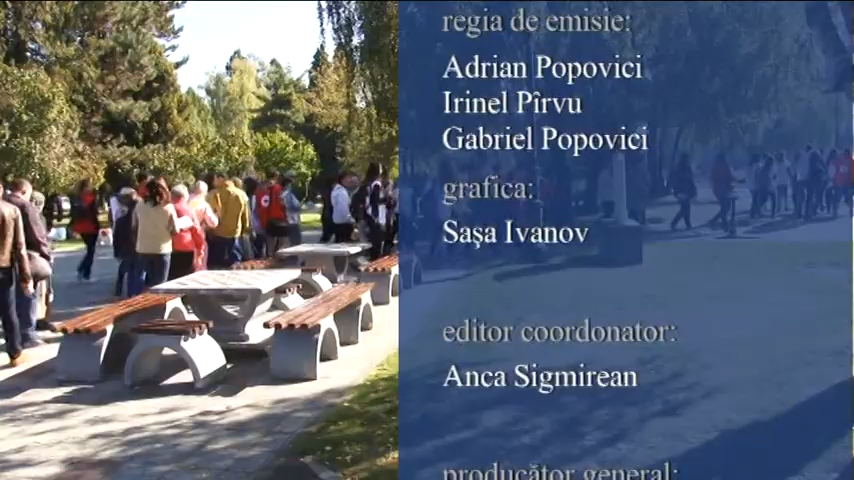 regia de emisie:
Adrian Popovici
Irinel Pîrvu
Gabriel Popovici
grafica:
Saşa Ivanov
editor coordonator:
Anca Sigmirean
producător general: